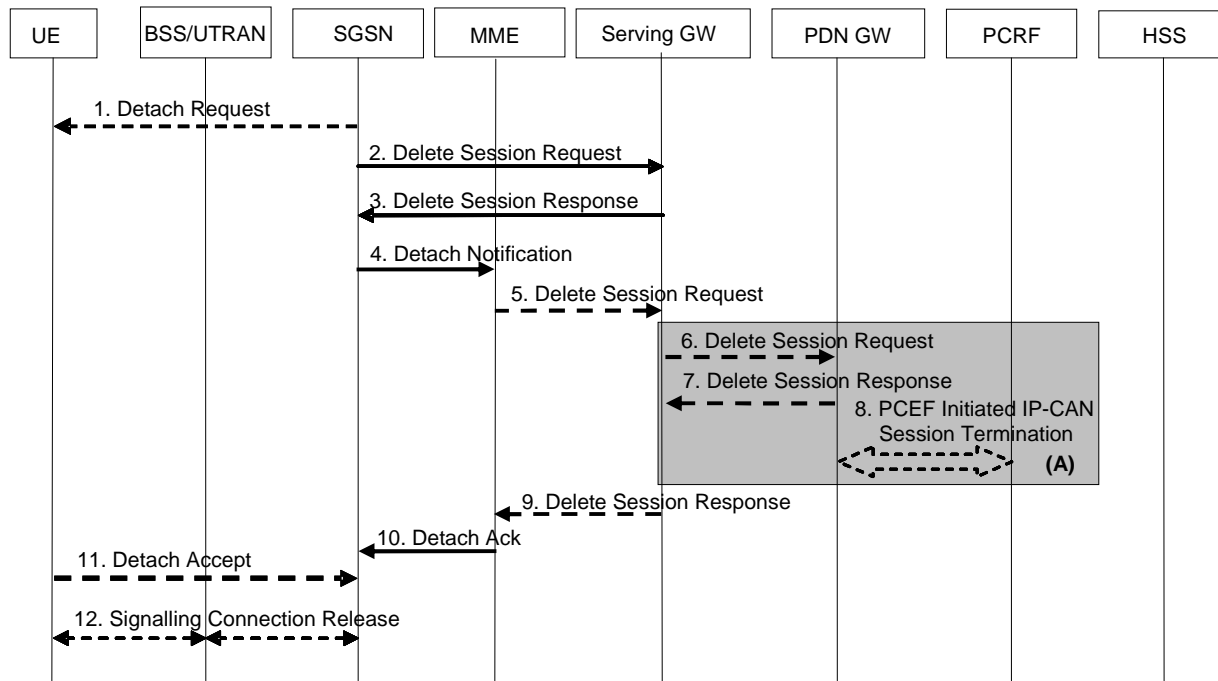 UE
BSS/UTRAN
SGSN
MME
Serving GW
PDN GW
PCRF
HSS
1. Detach Request
2. Delete Session Request
3. Delete Session Response
4. Detach Notification
5. Delete Session Request
6. Delete Session Request
7. Delete Session Response
8. PCEF Initiated IP-CAN
Session Termination
(A)
9. Delete Session Response
10. Detach Ack
11. Detach Accept
12. Signalling Connection Release